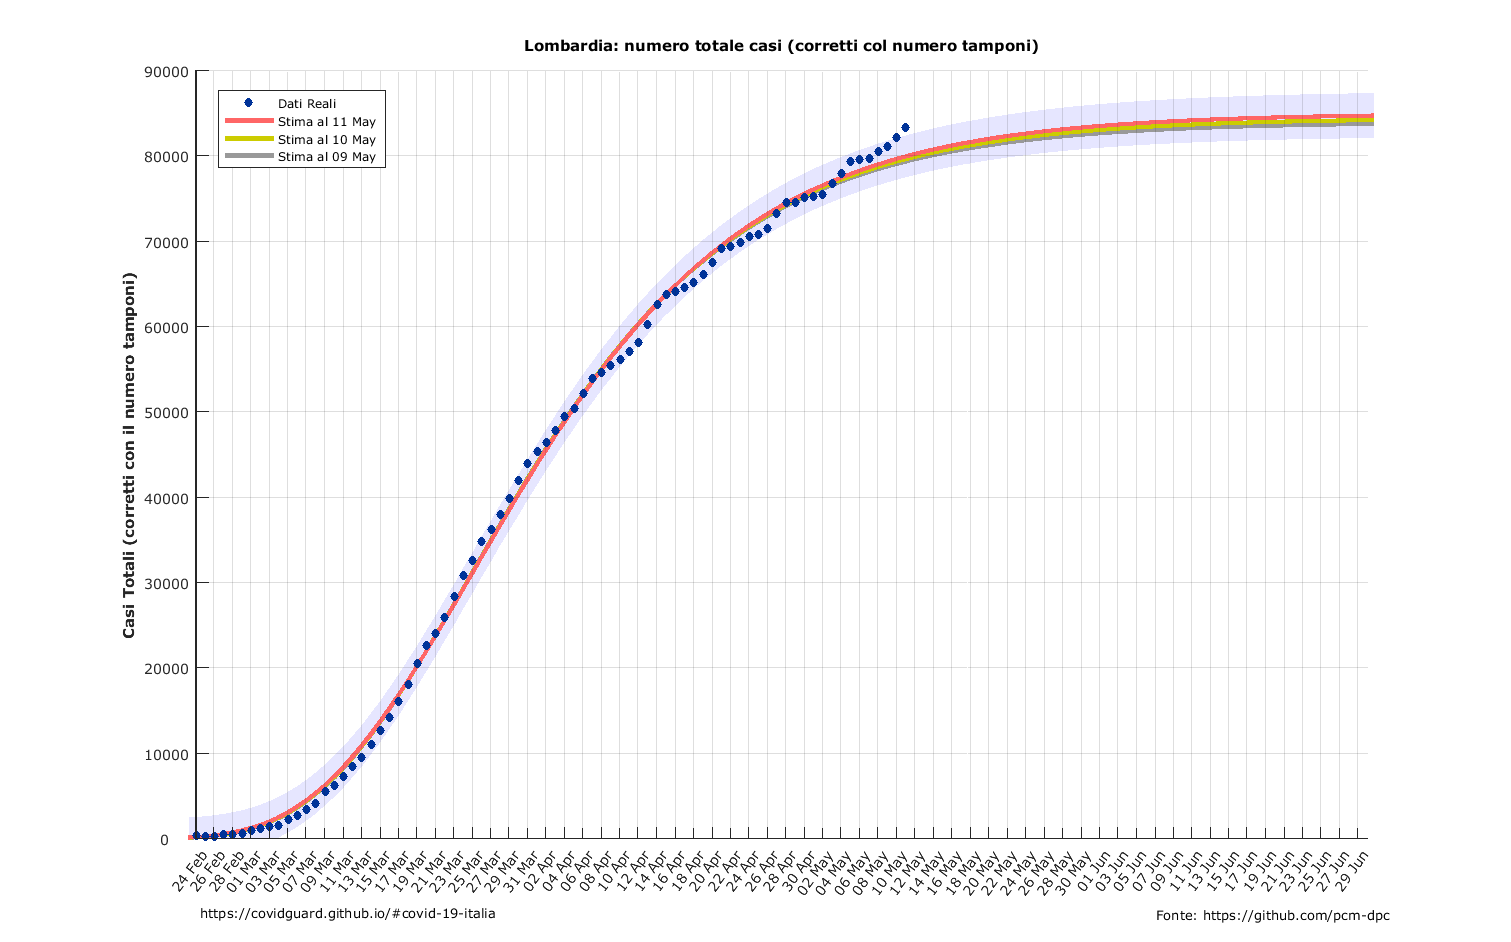 Lombardia: numero totale casi (corretti col numero tamponi)
Casi Totali (corretti con il numero tamponi)
90000
80000
70000
60000
50000
40000
30000
20000
10000
0
Dati Reali
Stima al 11 May
Stima al 10 May
Stima al 09 May
24 Feb
26 Feb
28 Feb
01 Mar
03 Mar
05 Mar
07 Mar
09 Mar
11 Mar
13 Mar
15 Mar
17 Mar
19 Mar
21 Mar
23 Mar
25 Mar
27 Mar
29 Mar
31 Mar
02 Apr
04 Apr
06 Apr
08 Apr
10 Apr
12 Apr
14 Apr
16 Apr
18 Apr
20 Apr
22 Apr
24 Apr
26 Apr
28 Apr
30 Apr
02 May
04 May
06 May
08 May
10 May
12 May
14 May
16 May
18 May
20 May
22 May
24 May
26 May
28 May
30 May
01 Jun
03 Jun
05 Jun
07 Jun
09 Jun
11 Jun
13 Jun
15 Jun
17 Jun
19 Jun
21 Jun
23 Jun
25 Jun
27 Jun
29 Jun
https://covidguard.github.io/#covid-19-italia
Fonte: https://github.com/pcm-dpc